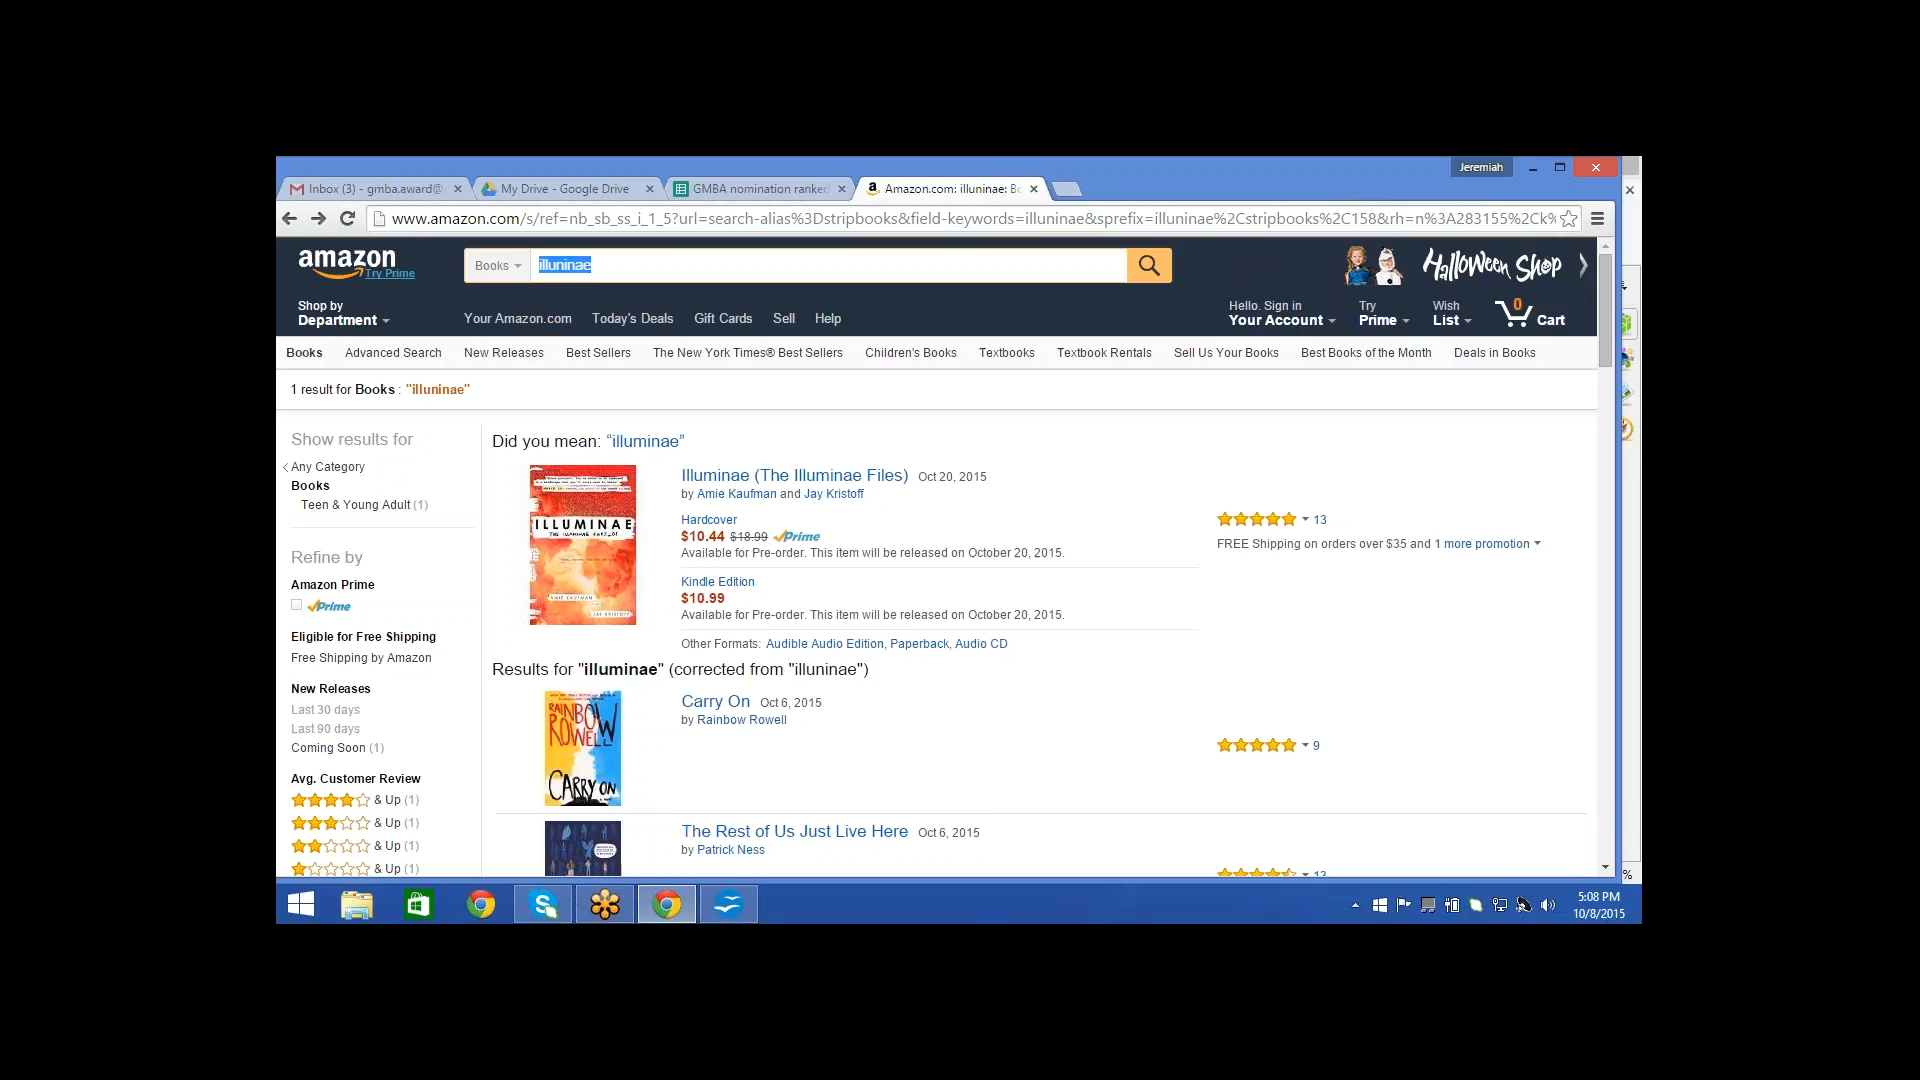 Jeremiah
Inbox (3) - gmba.award@
My Drive - Google Drive
GMBA nomination ranked
Amazon.com: illuninae: Bo
www.amazon.com/s/ref=nb_sb_ss_i_1_5?url=search-alias%3Dstripbooks&field-keywords=illuninae&sprefix=illuninae%2Cstripbooks%2C158&rh=n%3A283155%2Ck%
amazon
Try Prime
Books
illuninae
Halloween Shop
Shop by
Department
Your Amazon.com Today's Deals Gift Cards Sell Help
Hello. Sign in
Your Account
Try
Prime
Wish
List
0
Cart
Books Advanced Search New Releases Best Sellers The New York Times® Best Sellers Children's Books Textbooks Textbook Rentals Sell Us Your Books Best Books of the Month Deals in Books
1 result for Books : "illuninae"
Show results for
Any Category
Books
Teen & Young Adult (1)
Refine by
Amazon Prime
Prime
Eligible for Free Shipping
Free Shipping by Amazon
New Releases
Last 30 days
Last 90 days
Coming Soon (1)
Avg. Customer Review
& Up (1)
& Up (1)
& Up (1)
& Up (1)
Did you mean: “illuminae”
ILLUMINAE
THE ILLUMINAE FILES_01
AMIE KAUFMAN
JAY KRISTOFF
Illuminae (The Illuminae Files) Oct 20, 2015
by Amie Kaufman and Jay Kristoff
Hardcover
$10.44 $18.99 Prime
Available for Pre-order. This item will be released on October 20, 2015.
Kindle Edition
$10.99
Available for Pre-order. This item will be released on October 20, 2015.
Other Formats: Audible Audio Edition, Paperback, Audio CD
13
FREE Shipping on orders over $35 and 1 more promotion
Results for "illuminae" (corrected from "illuninae")
RAINBOW
ROWELL
CARRY ON
Carry On Oct 6, 2015
by Rainbow Rowell
9
The Rest of Us Just Live Here Oct 6, 2015
by Patrick Ness
12
%
5:08 PM
10/8/2015